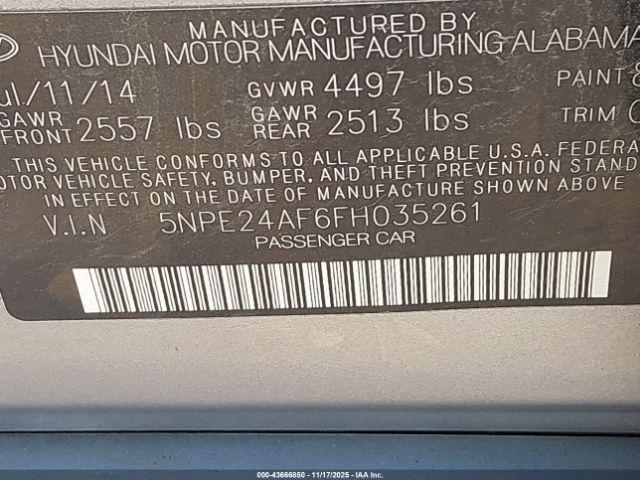 MANUFACTURED BY
HYUNDAI MOTOR MANUFACTURING ALABAMA
Jul/11/14 GVWR 4497 lbs PAINT
GAWR FRONT 2557 lbs GAWR REAR 2513 lbs TRIM
THIS VEHICLE CONFORMS TO ALL APPLICABLE U.S.A. FEDERA
OTOR VEHICLE SAFETY, BUMPER, AND THEFT PREVENTION STAND
IN EFFECT ON THE DATE OF MANUFACTURE SHOWN ABOVE
V.I.N 5NPE24AF6FH035261
PASSENGER CAR
000-43666850 - 11/17/2025 - IAA Inc.